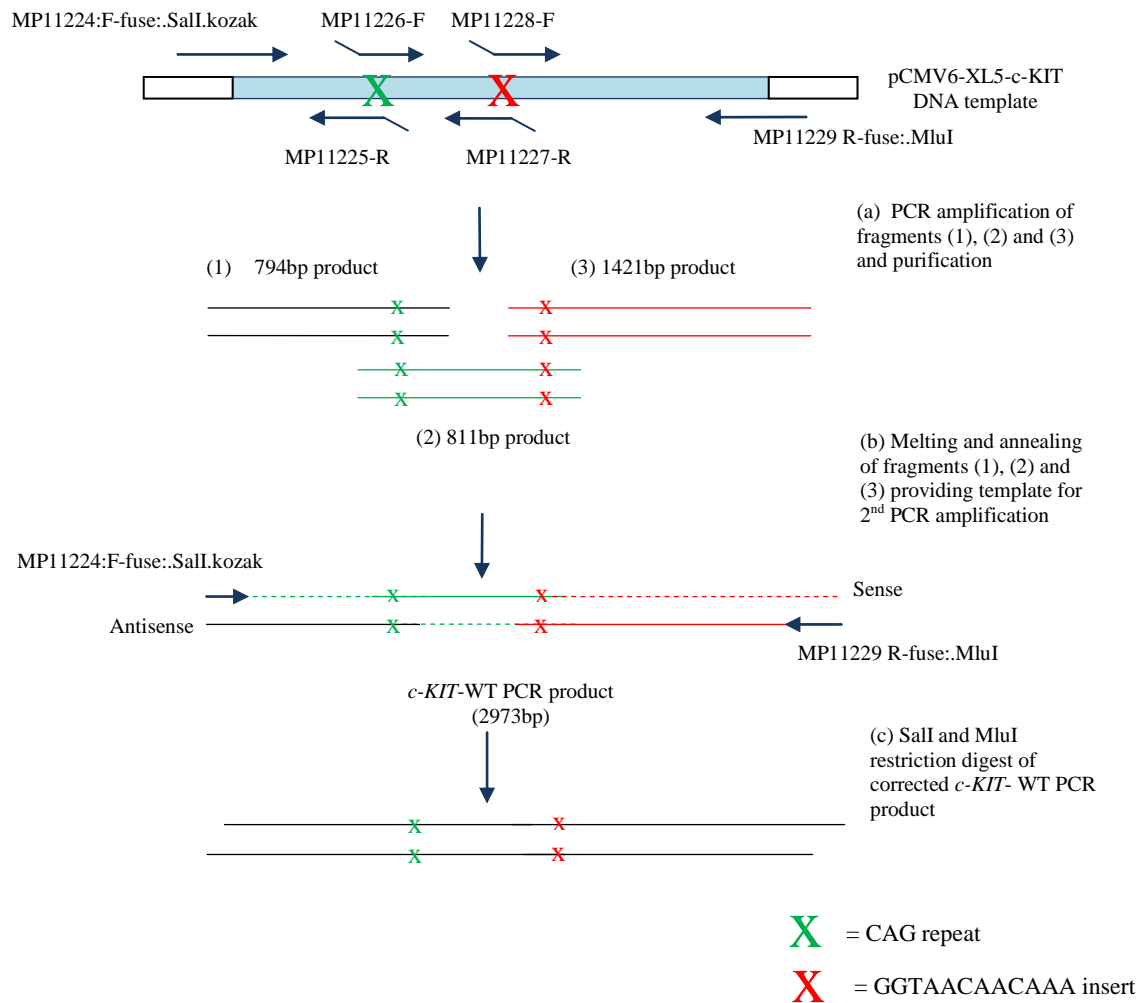 MP11224:F-fuse:.SalI.kozak
MP11226-F
MP11228-F
X
X
pCMV6-XL5-c-KIT
DNA template
MP11225-R
MP11227-R
MP11229 R-fuse:.MluI
(a) PCR amplification of
fragments (1), (2) and (3)
and purification
(1) 794bp product
(3) 1421bp product
X
X
X
X
X
X
X
X
(2) 811bp product
(b) Melting and annealing
of fragments (1), (2) and
(3) providing template for
2nd PCR amplification
MP11224:F-fuse:.SalI.kozak
X
X
Sense
Antisense
X
X
MP11229 R-fuse:.MluI
c-KIT-WT PCR product
(2973bp)
(c) SalI and MluI
restriction digest of
corrected c-KIT- WT PCR
product
X
X
X
X
X = CAG repeat
X = GGTAACAACAAA insert